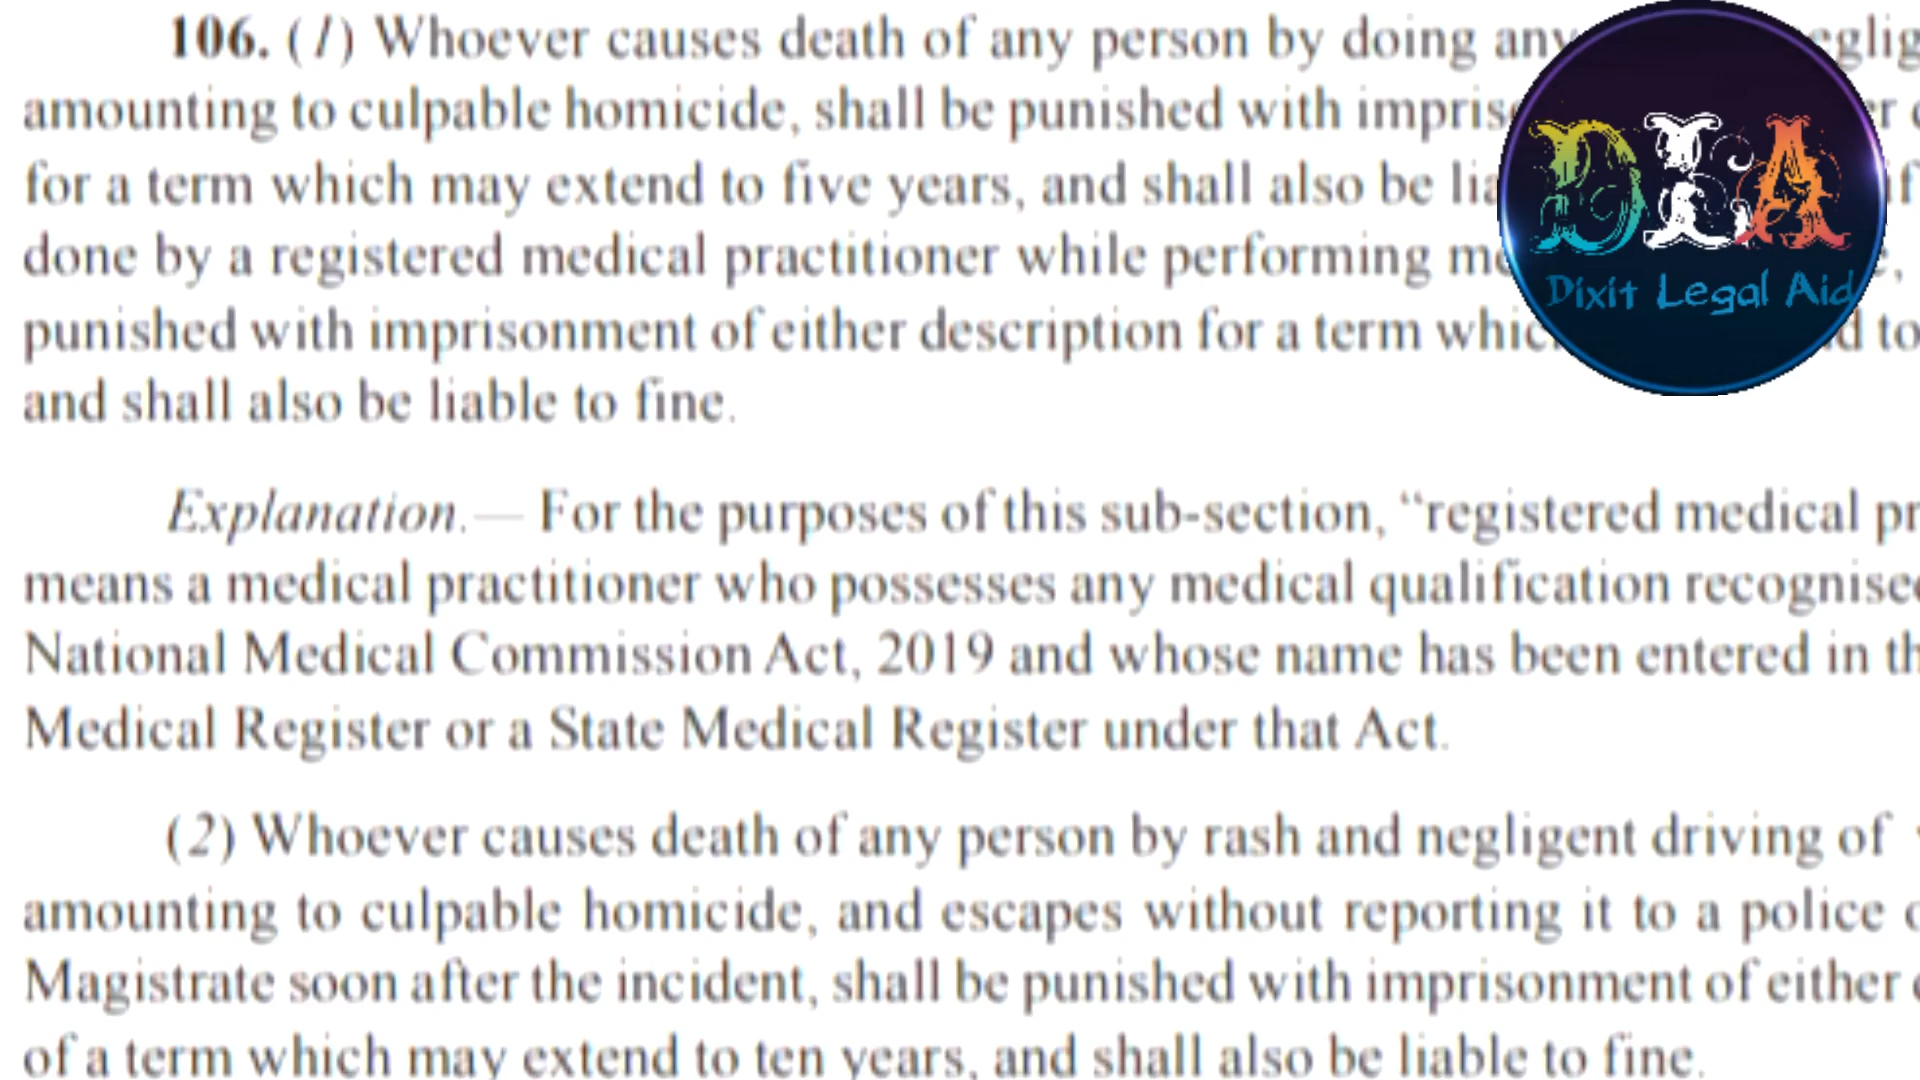 106. (1) Whoever causes death of any person by doing any
amounting to culpable homicide, shall be punished with
for a term which may extend to five years, and shall also be
done by a registered medical practitioner while performing
punished with imprisonment of either description for a term
and shall also be liable to fine.
Explanation.— For the purposes of this sub-section, “registered medical
means a medical practitioner who possesses any medical qualification
National Medical Commission Act, 2019 and whose name has been entered in
Medical Register or a State Medical Register under that Act.
(2) Whoever causes death of any person by rash and negligent driving of
amounting to culpable homicide, and escapes without reporting it to a police
Magistrate soon after the incident, shall be punished with imprisonment of either
of a term which may extend to ten years, and shall also be liable to fine.
DLA
Dixit Legal Aid